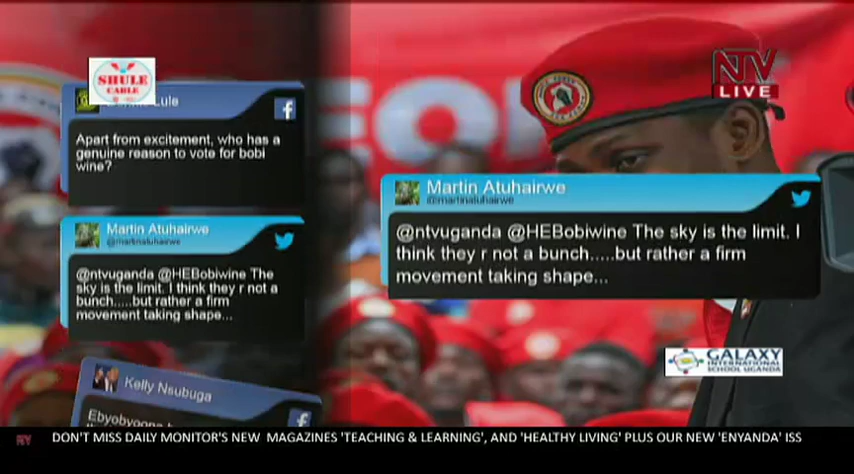 SHULE
CABLE
Lule
Apart from excitement, who has a
genuine reason to vote for bobi
wine?
Martin Atuhairwe
@martinatuhairwe
@ntvuganda @HEBobiwine The
sky is the limit. I think they r not a
bunch.....but rather a firm
movement taking shape...
Kelly Nsubuga
NTV
LIVE
Martin Atuhairwe
@martinatuhairwe
@ntvuganda @HEBobiwine The sky is the limit. I
think they r not a bunch.....but rather a firm
movement taking shape...
GALAXY
INTERNATIONAL
SCHOOL UGANDA
DON'T MISS DAILY MONITOR'S NEW MAGAZINES 'TEACHING & LEARNING', AND 'HEALTHY LIVING' PLUS OUR NEW 'ENYANDA' ISS